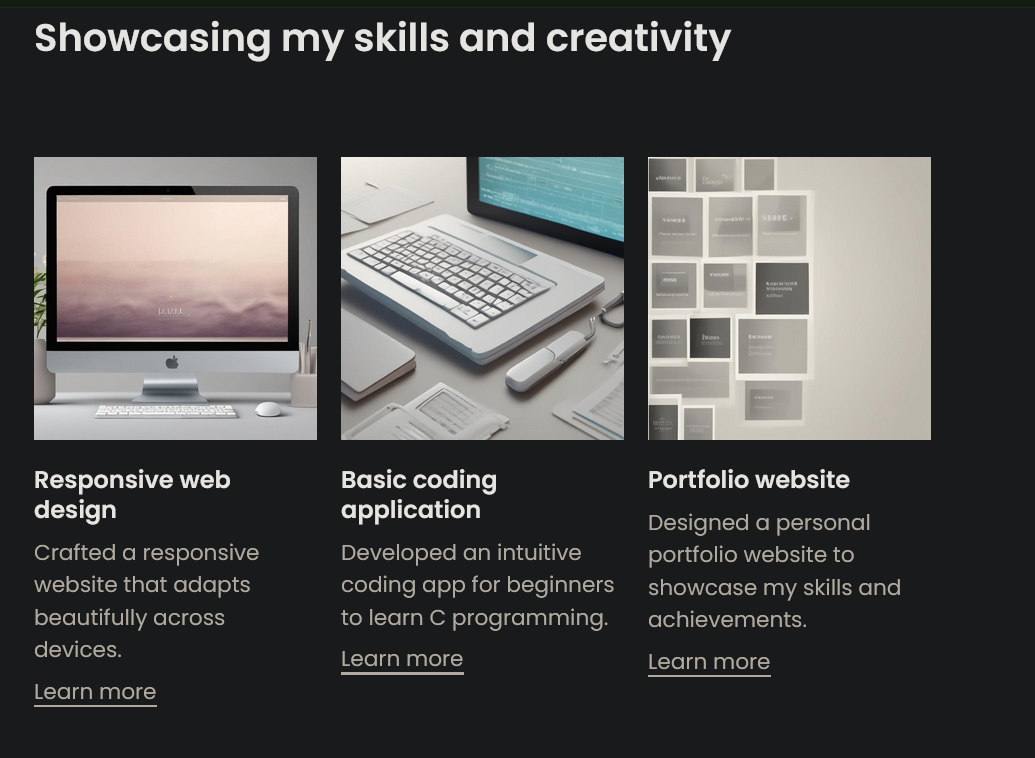 Showcasing my skills and creativity
Responsive web
design
Crafted a responsive
website that adapts
beautifully across
devices.
Learn more
Basic coding
application
Developed an intuitive
coding app for beginners
to learn C programming.
Learn more
Portfolio website
Designed a personal
portfolio website to
showcase my skills and
achievements.
Learn more